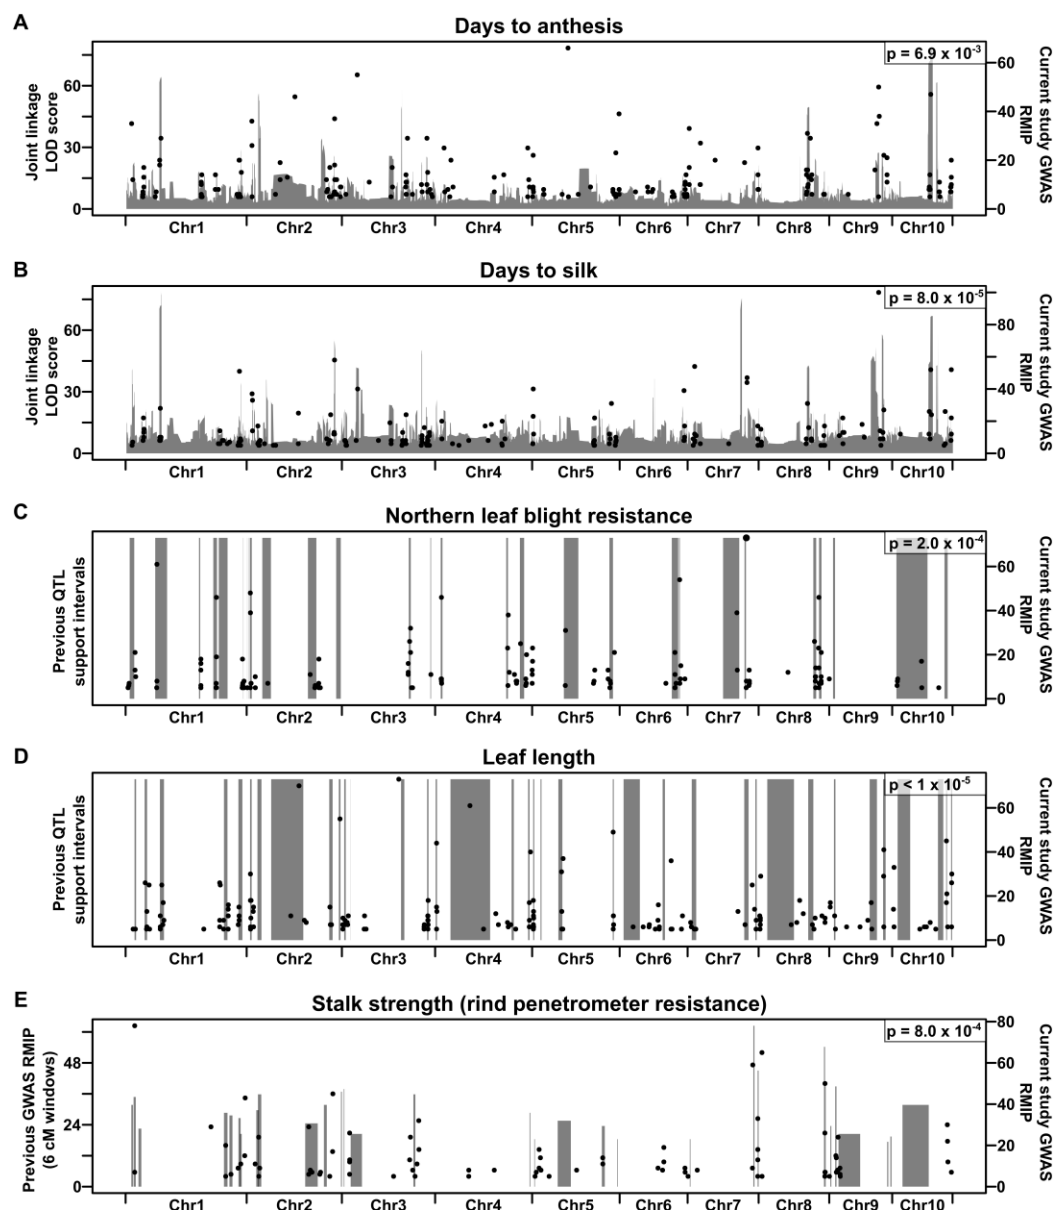 A
Days to anthesis
p = 6.9 x 10-3
Joint linkage
LOD score
60
30
0
60
40
20
0
Current study GWAS
RMIP
Chr1 Chr2 Chr3 Chr4 Chr5 Chr6 Chr7 Chr8 Chr9 Chr10
B
Days to silk
p = 8.0 x 10-5
Joint linkage
LOD score
60
30
0
80
60
40
20
0
Current study GWAS
RMIP
Chr1 Chr2 Chr3 Chr4 Chr5 Chr6 Chr7 Chr8 Chr9 Chr10
C
Northern leaf blight resistance
p = 2.0 x 10-4
Previous QTL
support intervals
60
40
20
0
Current study GWAS
RMIP
Chr1 Chr2 Chr3 Chr4 Chr5 Chr6 Chr7 Chr8 Chr9 Chr10
D
Leaf length
p < 1 x 10-5
Previous QTL
support intervals
60
40
20
0
Current study GWAS
RMIP
Chr1 Chr2 Chr3 Chr4 Chr5 Chr6 Chr7 Chr8 Chr9 Chr10
E
Stalk strength (rind penetrometer resistance)
p = 8.0 x 10-4
Previous GWAS RMIP
(6 cM windows)
48
24
0
80
60
40
20
0
Current study GWAS
RMIP
Chr1 Chr2 Chr3 Chr4 Chr5 Chr6 Chr7 Chr8 Chr9 Chr10